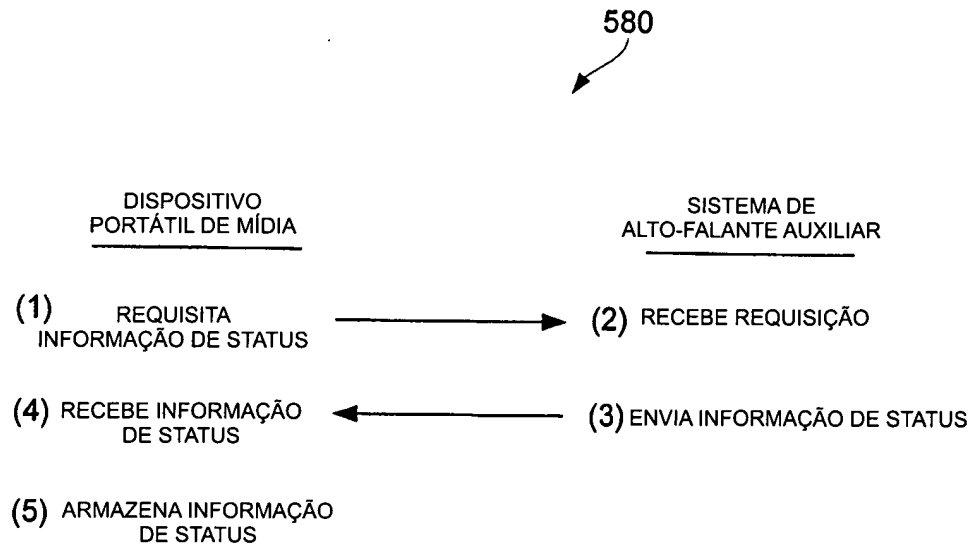 580
DISPOSITIVO
PORTÁTIL DE MÍDIA
SISTEMA DE
ALTO-FALANTE AUXILIAR
(1) REQUISITA
INFORMAÇÃO DE STATUS
(2) RECEBE REQUISIÇÃO
(4) RECEBE INFORMAÇÃO
DE STATUS
(3) ENVIA INFORMAÇÃO DE STATUS
(5) ARMAZENA INFORMAÇÃO
DE STATUS